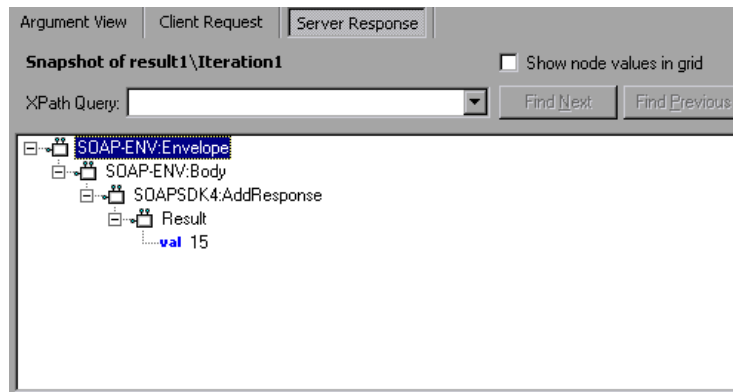 Argument View Client Request Server Response
Snapshot of result1\Iteration1 Show node values in grid
XPath Query: Find Next Find Previous
SOAP-ENV:Envelope
SOAP-ENV:Body
SOAPSDK4:AddResponse
Result
val 15